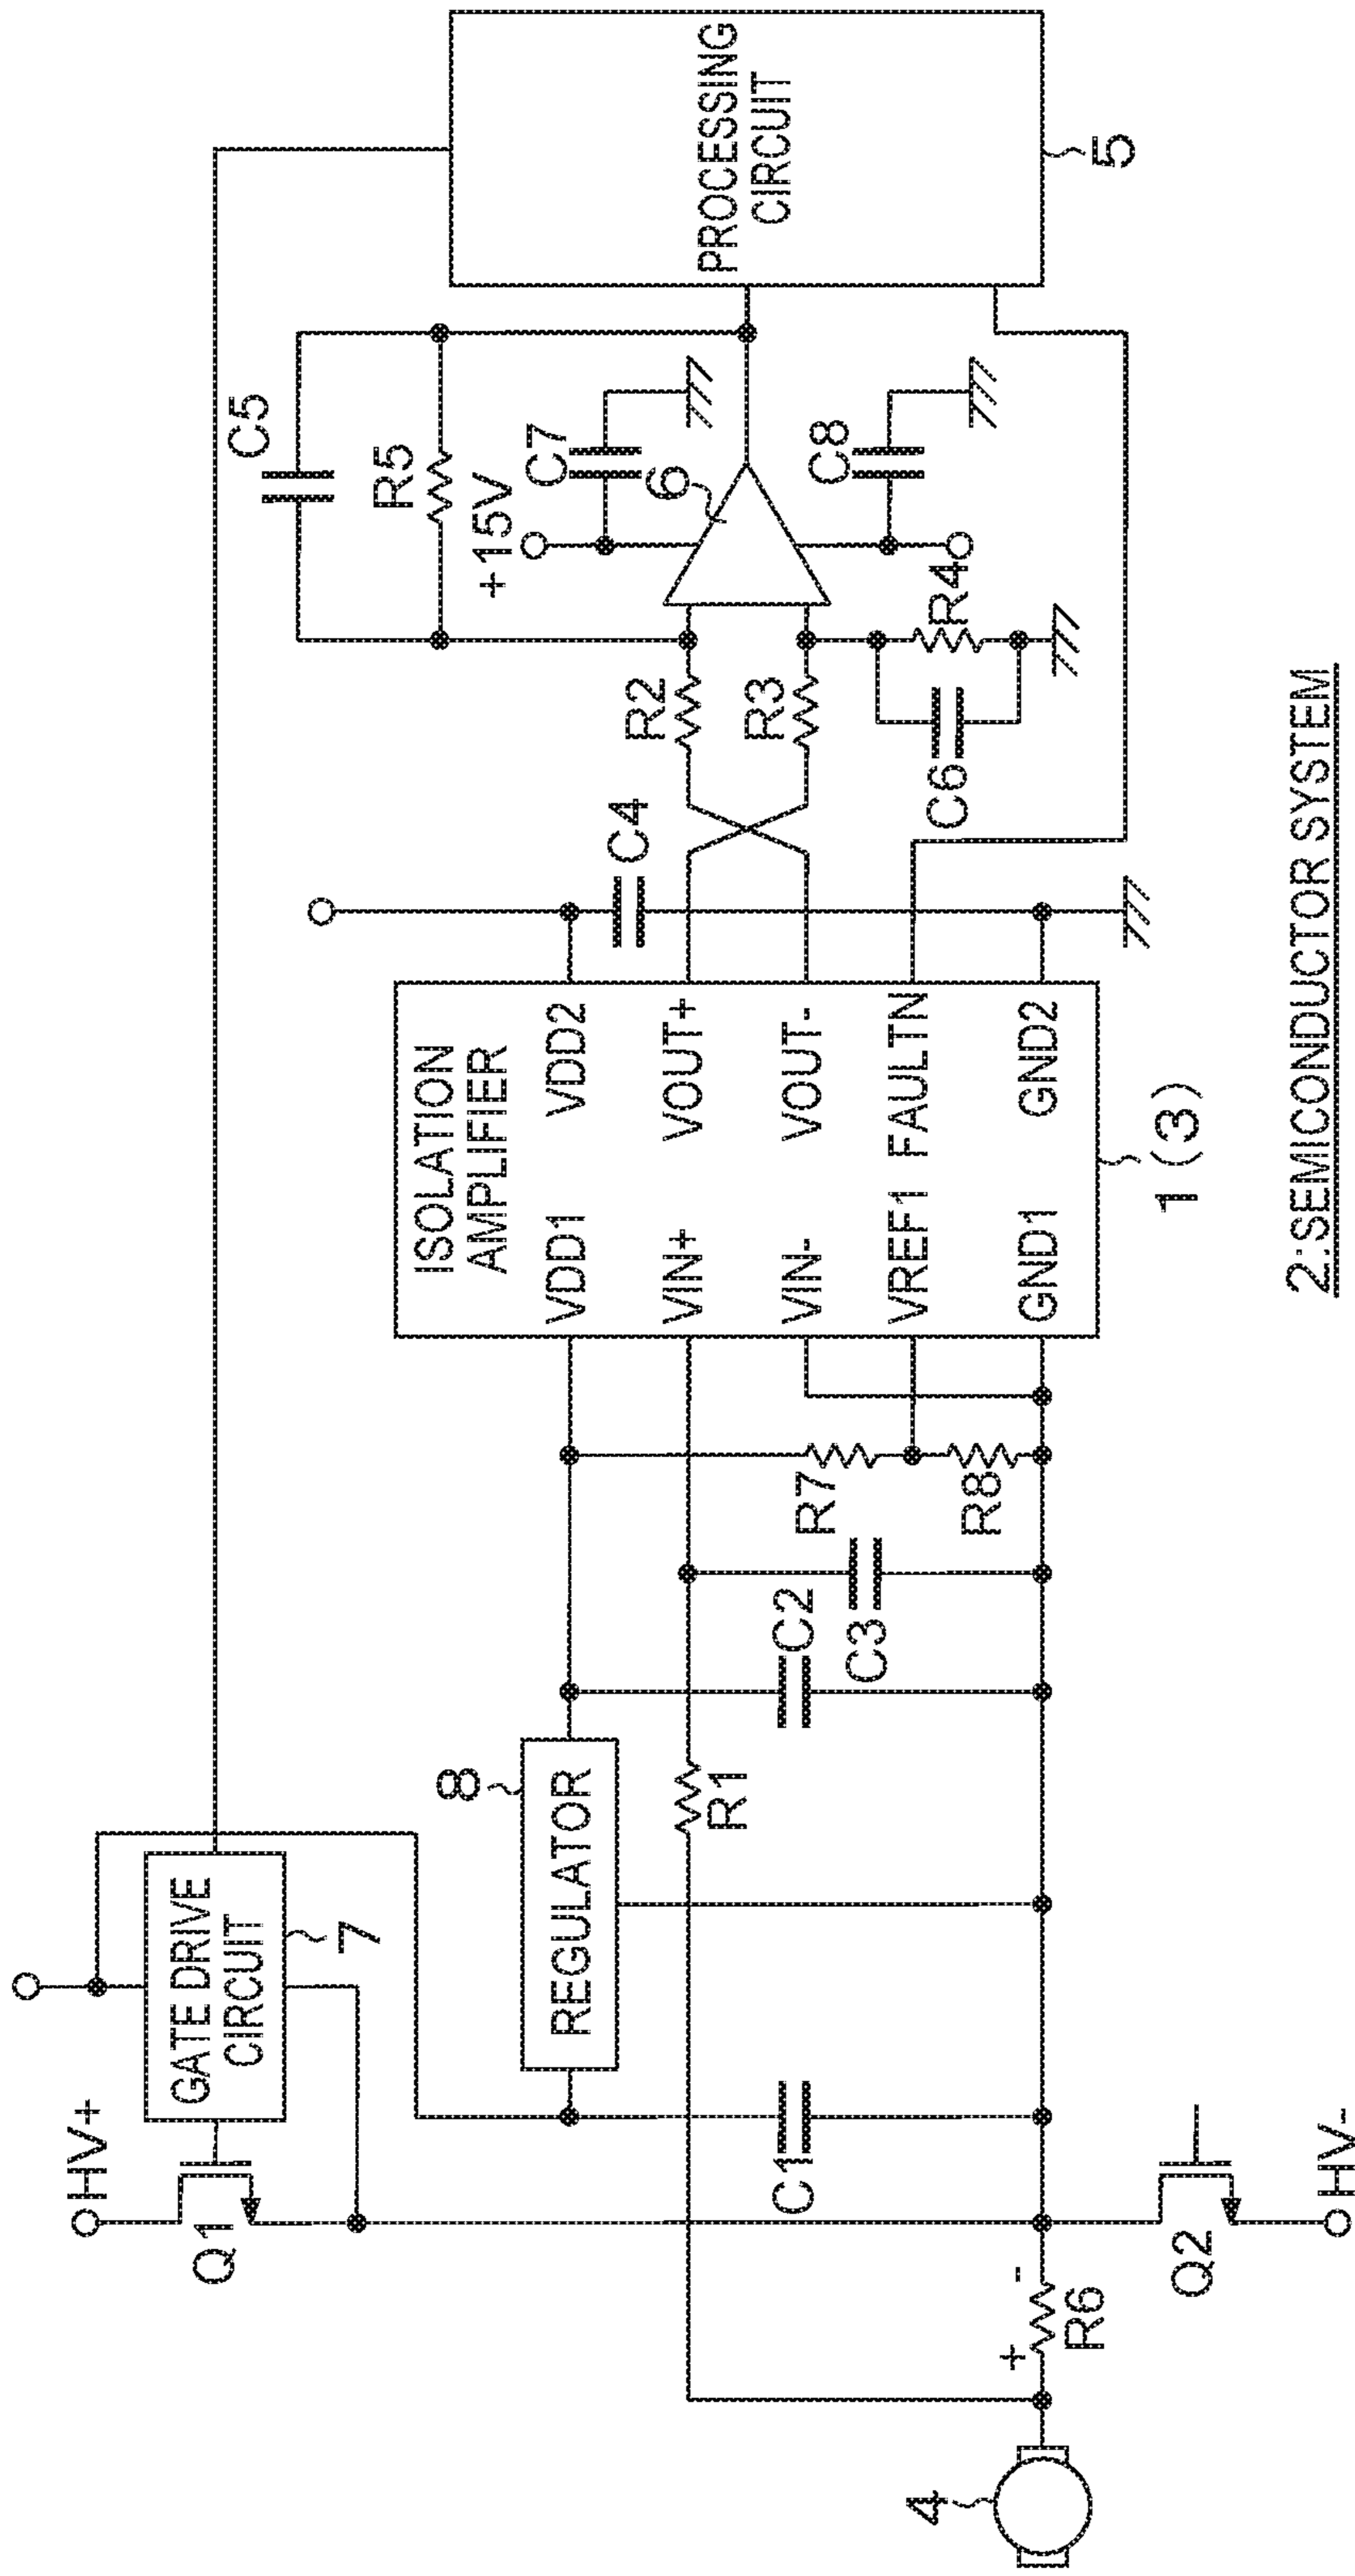 HV+
Q1
GATE DRIVE
CIRCUIT
7
8
REGULATOR
C1
R1
C2
C3
R7
R8
+
-
R6
4
Q2
HV-
ISOLATION
AMPLIFIER
VDD1 VDD2
VIN+ VOUT+
VIN- VOUT-
VREF1 FAULTN
GND1 GND2
1(3)
C4
R2
R3
C5
R5
+15V
C7
6
C8
R4
C6
PROCESSING
CIRCUIT
5
2:SEMICONDUCTOR SYSTEM